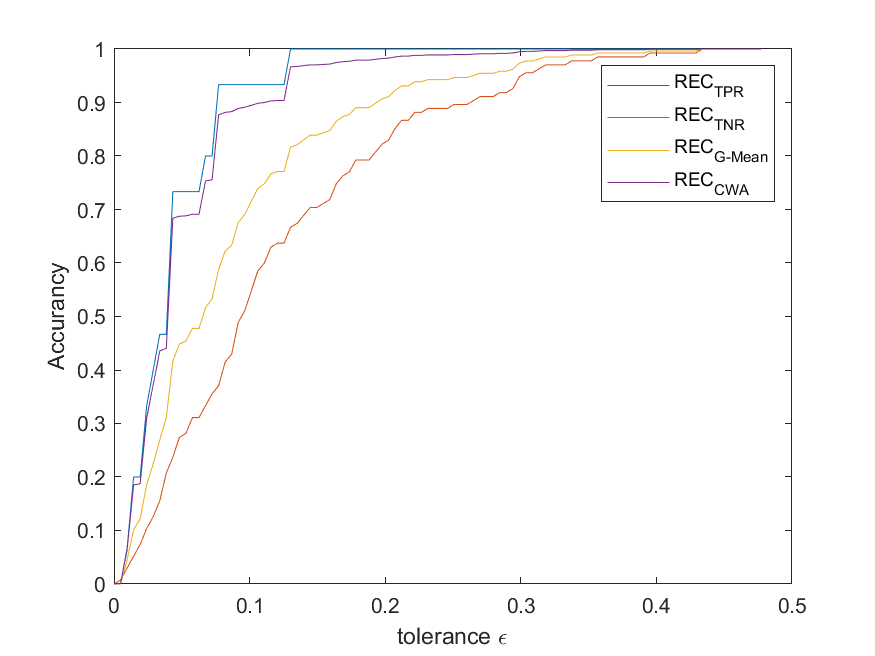 1
0.9
0.8
0.7
0.6
0.5
0.4
0.3
0.2
0.1
0
Accurancy
REC_TPR
REC_TNR
REC_G-Mean
REC_CWA
0 0.1 0.2 0.3 0.4 0.5
tolerance ϵ